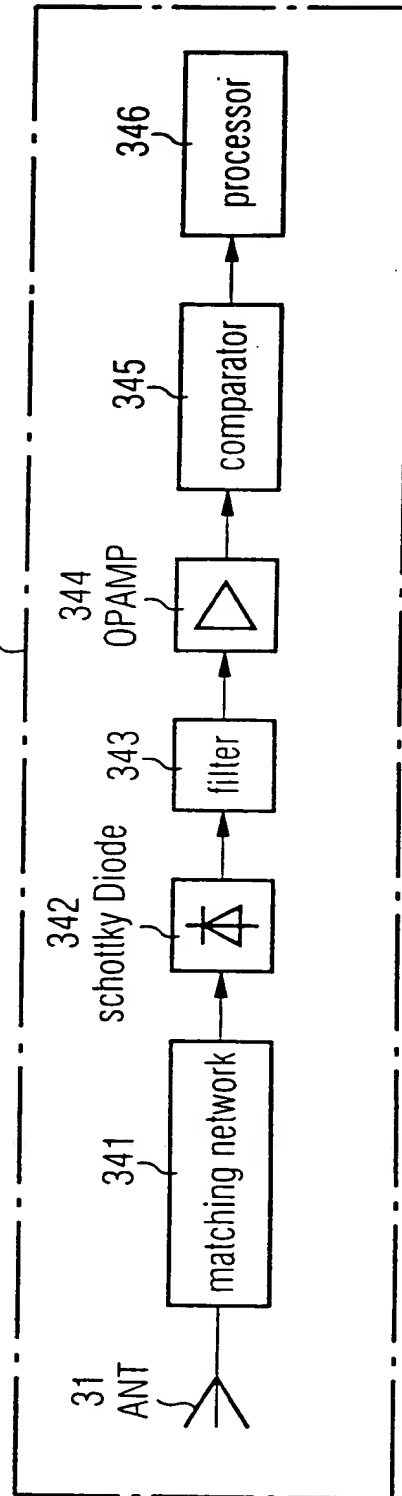 31
ANT
341
matching network
342
schottky Diode
343
filter
344
OPAMP
345
comparator
346
processor